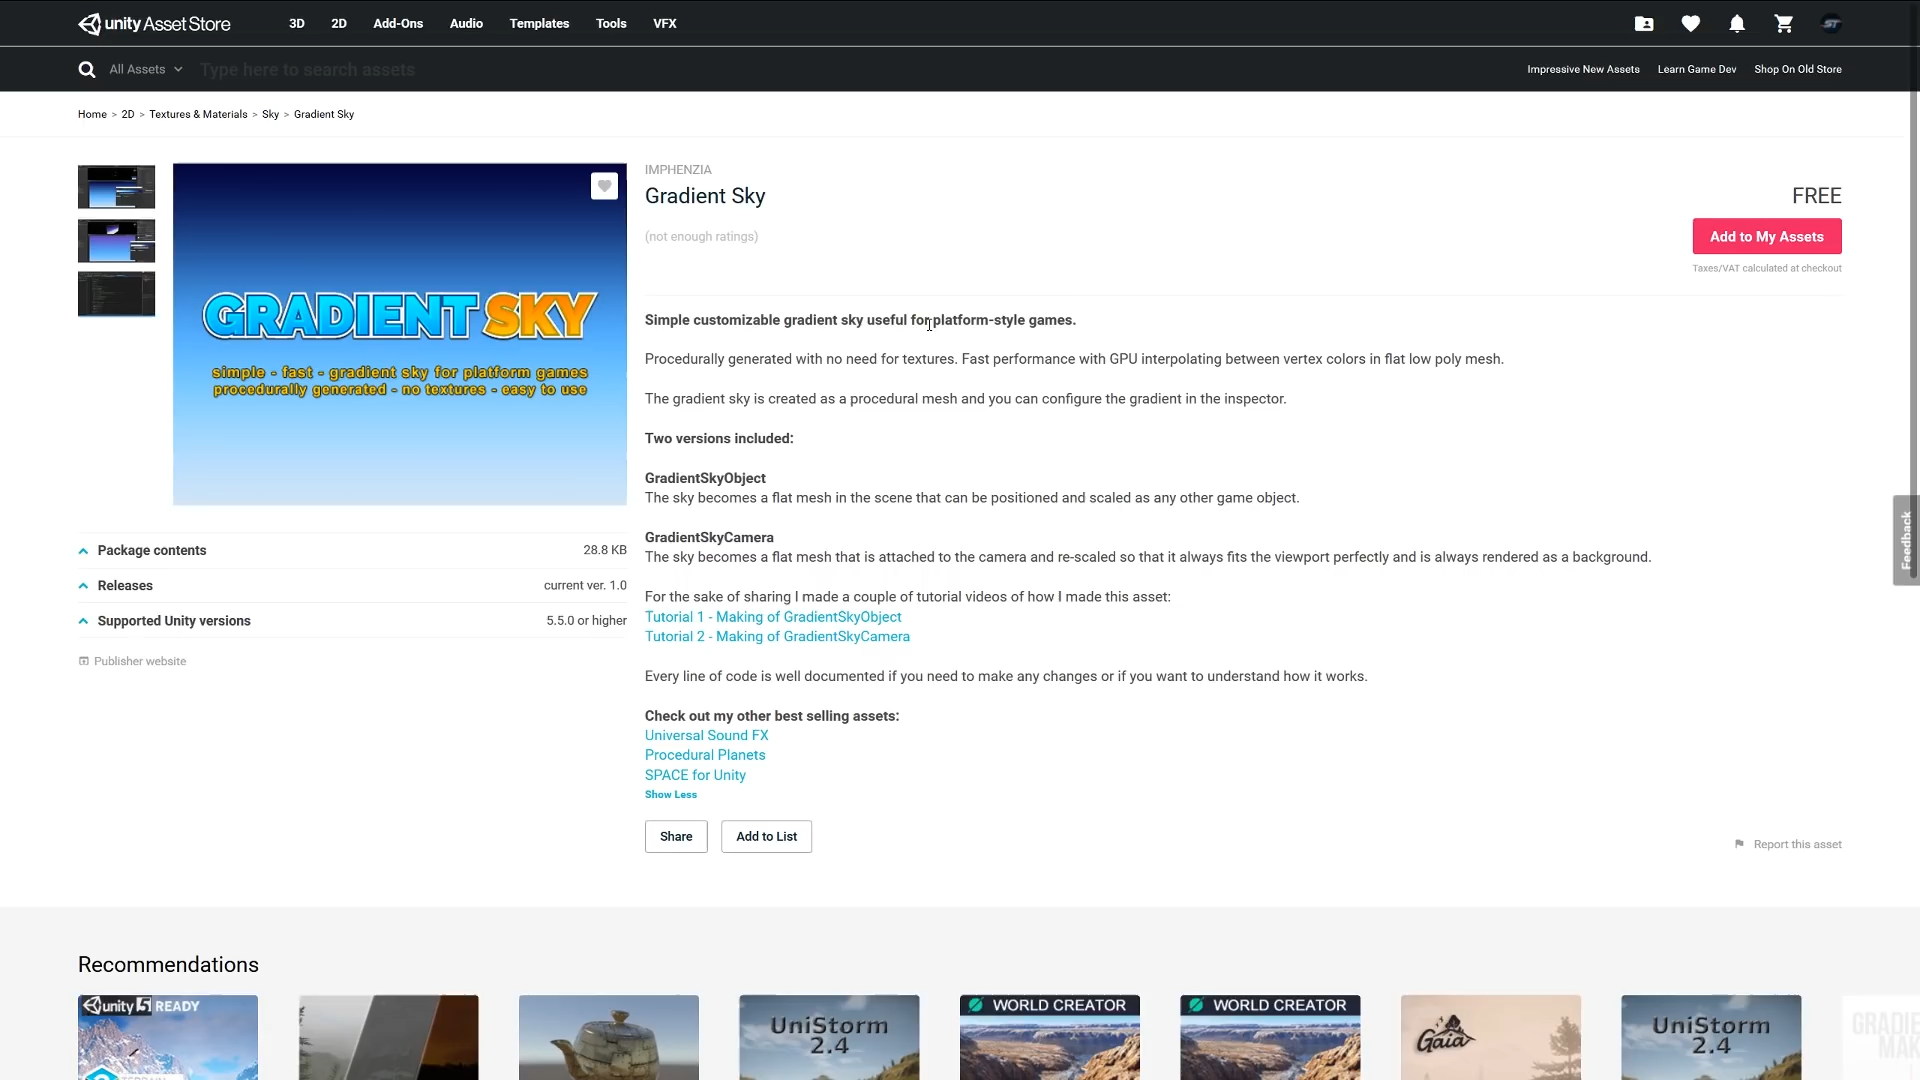 unity Asset Store
3D 2D Add-Ons Audio Templates Tools VFX
ST
All Assets Type here to search assets
Impressive New Assets Learn Game Dev Shop On Old Store
Home > 2D > Textures & Materials > Sky > Gradient Sky
GRADIENT SKY
simple - fast - gradient sky for platform games
procedurally generated - no textures - easy to use
Package contents 28.8 KB
Releases current ver. 1.0
Supported Unity versions 5.5.0 or higher
Publisher website
IMPHENZIA
Gradient Sky
(not enough ratings)
FREE
Add to My Assets
Taxes/VAT calculated at checkout
Simple customizable gradient sky useful for platform-style games.
Procedurally generated with no need for textures. Fast performance with GPU interpolating between vertex colors in flat low poly mesh.
The gradient sky is created as a procedural mesh and you can configure the gradient in the inspector.
Two versions included:
GradientSkyObject
The sky becomes a flat mesh in the scene that can be positioned and scaled as any other game object.
GradientSkyCamera
The sky becomes a flat mesh that is attached to the camera and re-scaled so that it always fits the viewport perfectly and is always rendered as a background.
For the sake of sharing I made a couple of tutorial videos of how I made this asset:
Tutorial 1 - Making of GradientSkyObject
Tutorial 2 - Making of GradientSkyCamera
Every line of code is well documented if you need to make any changes or if you want to understand how it works.
Check out my other best selling assets:
Universal Sound FX
Procedural Planets
SPACE for Unity
Show Less
Share Add to List
Report this asset
Feedback
Recommendations
unity 5 READY
UniStorm
2.4
WORLD CREATOR
WORLD CREATOR
Gaia
UniStorm
2.4